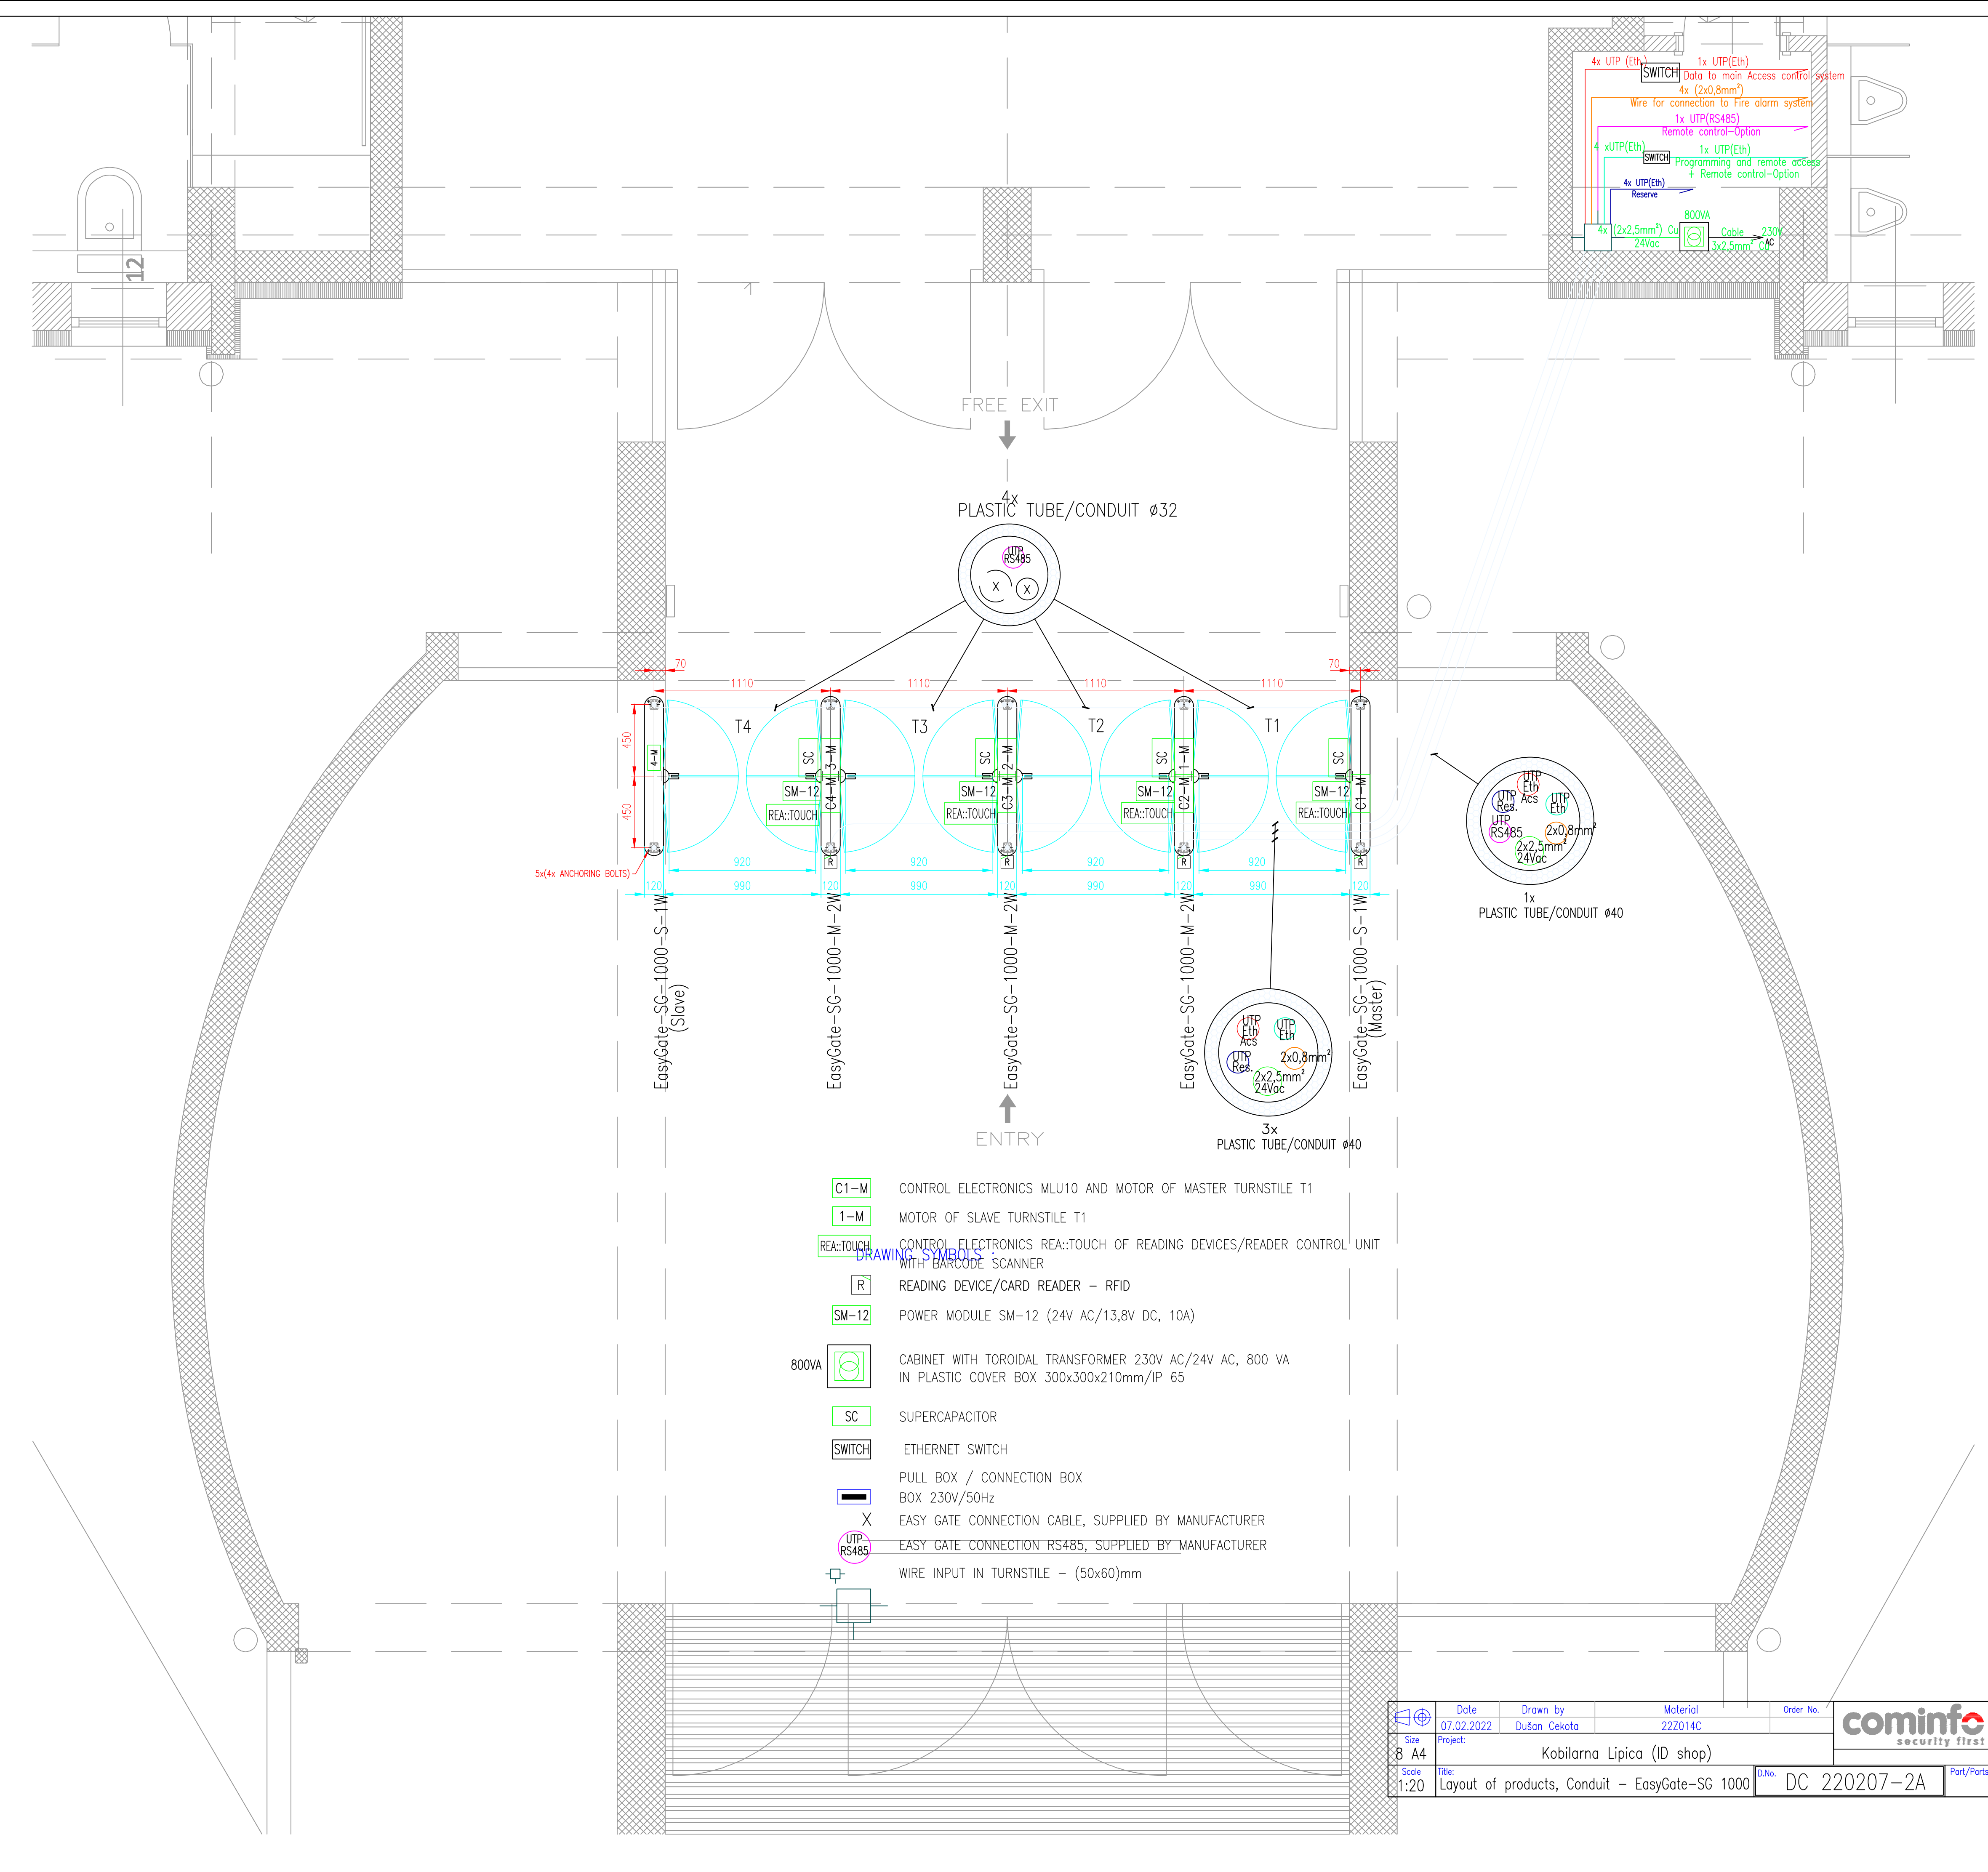 4x UTP (Eth)
SWITCH
1x UTP(Eth)
Data to main Access control system
4x (2x0,8mm²)
Wire for connection to Fire alarm system
1x UTP(RS485)
Remote control-Option
4 xUTP(Eth)
SWITCH
1x UTP(Eth)
Programming and remote access
+ Remote control-Option
4x UTP(Eth)
Reserve
800VA
4x (2x2,5mm²) Cu
24Vac
Cable
3x2,5mm² Cu
230V
AC
12
FREE EXIT
4x
PLASTIC TUBE/CONDUIT ø32
UTP
RS485
X
X
70
1110
1110
1110
1110
70
450
450
T4
T3
T2
T1
4-M
SC
C4-M 3-M
SM-12
REA::TOUCH
R
SC
C3-M 2-M
SM-12
REA::TOUCH
R
SC
C2-M 1-M
SM-12
REA::TOUCH
R
SC
C1-M
SM-12
REA::TOUCH
R
5x(4x ANCHORING BOLTS)
920
920
920
920
120
990
120
990
120
990
120
990
120
EasyGate-SG-1000-S-1W
(Slave)
EasyGate-SG-1000-M-2W
EasyGate-SG-1000-M-2W
EasyGate-SG-1000-M-2W
EasyGate-SG-1000-S-1W
(Master)
UTP
Eth
Acs
UTP
Res.
UTP
Eth
UTP
RS485
2x0,8mm²
2x2,5mm²
24Vac
1x
PLASTIC TUBE/CONDUIT ø40
UTP
Eth
Acs
UTP
Eth
UTP
Res.
2x0,8mm²
2x2,5mm²
24Vac
3x
PLASTIC TUBE/CONDUIT ø40
ENTRY
C1-M CONTROL ELECTRONICS MLU10 AND MOTOR OF MASTER TURNSTILE T1
1-M MOTOR OF SLAVE TURNSTILE T1
REA::TOUCH CONTROL ELECTRONICS REA::TOUCH OF READING DEVICES/READER CONTROL UNIT
DRAWING SYMBOLS :
WITH BARCODE SCANNER
R READING DEVICE/CARD READER - RFID
SM-12 POWER MODULE SM-12 (24V AC/13,8V DC, 10A)
800VA CABINET WITH TOROIDAL TRANSFORMER 230V AC/24V AC, 800 VA
IN PLASTIC COVER BOX 300x300x210mm/IP 65
SC SUPERCAPACITOR
SWITCH ETHERNET SWITCH
PULL BOX / CONNECTION BOX
BOX 230V/50Hz
X EASY GATE CONNECTION CABLE, SUPPLIED BY MANUFACTURER
UTP
RS485 EASY GATE CONNECTION RS485, SUPPLIED BY MANUFACTURER
WIRE INPUT IN TURNSTILE - (50x60)mm
Date Drawn by Material Order No.
07.02.2022 Dušan Cekota 22Z014C
cominfo
security first
Size
8 A4
Project:
Kobilarna Lipica (ID shop)
Scale
1:20
Title:
Layout of products, Conduit - EasyGate-SG 1000
D.No. DC 220207-2A
Part/Parts